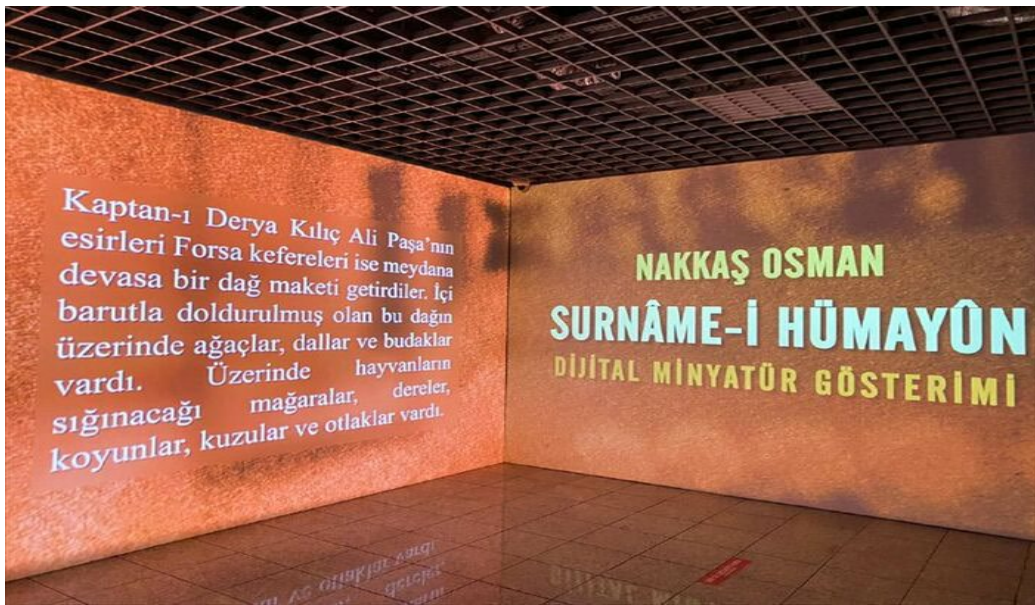 Kaptan-ı Derya Kılıç Ali Paşa'nın
esirleri Forsa kefereleri ise meydana
devasa bir dağ maketi getirdiler. İçi
barutla doldurulmuş olan bu dağın
üzerinde ağaçlar, dallar ve budaklar
vardı. Üzerinde hayvanların
sığınacağı mağaralar, dereler,
koyunlar, kuzular ve otlaklar vardı.
NAKKAŞ OSMAN
SURNÂME-İ HÜMAYÛN
DİJİTAL MİNYATÜR GÖSTERİMİ